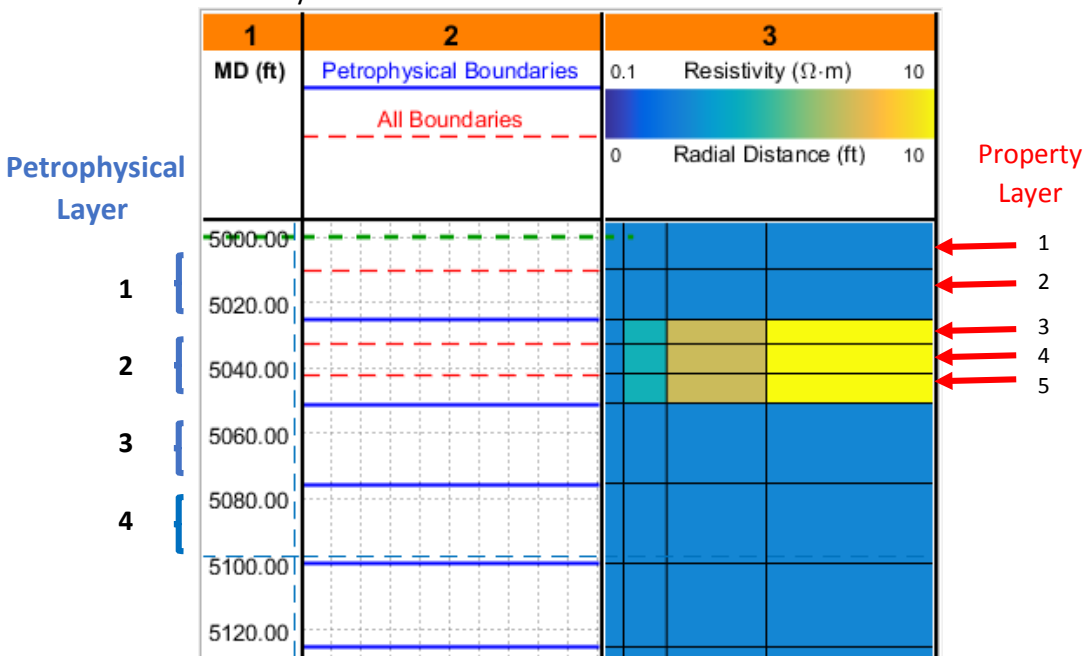 1 2 3
MD (ft) Petrophysical Boundaries 0.1 Resistivity (Ω·m) 10
All Boundaries
0 Radial Distance (ft) 10
Petrophysical
Layer
Property
Layer
5000.00 1
1 2
5020.00
3
2 4
5040.00 5
3 5060.00
5080.00
4
5100.00
5120.00